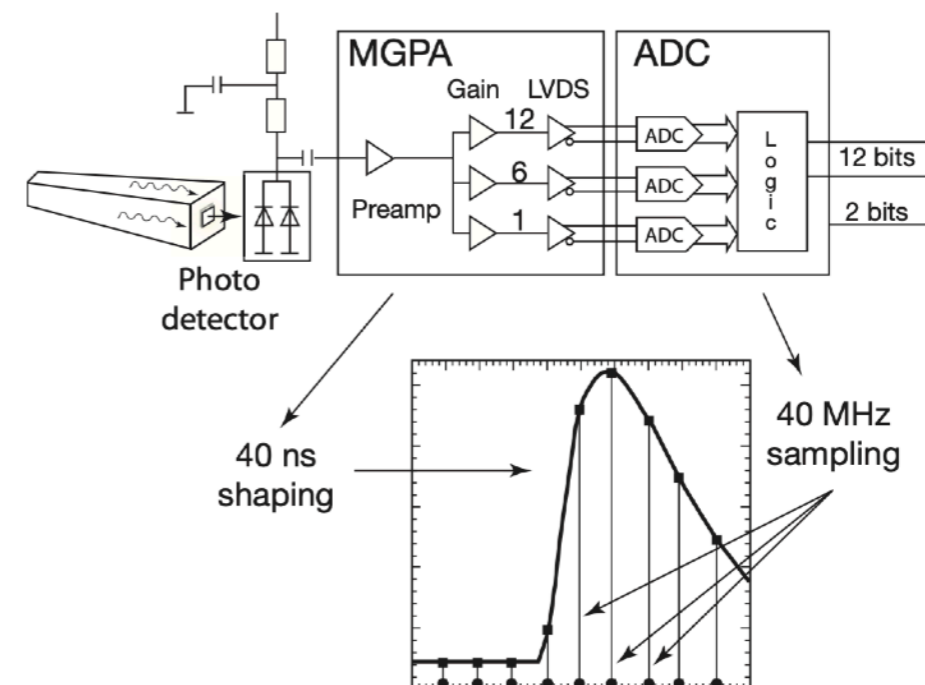 MGPA
ADC
Gain
LVDS
12
6
1
Preamp
ADC
ADC
ADC
Logic
12 bits
2 bits
Photo
detector
40 ns
shaping
40 MHz
sampling